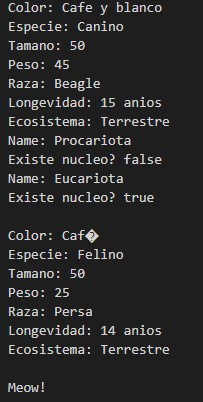 Color: Cafe y blanco
Especie: Canino
Tamano: 50
Peso: 45
Raza: Beagle
Longevidad: 15 anios
Ecosistema: Terrestre
Name: Procariota
Existe nucleo? false
Name: Eucariota
Existe nucleo? true
Color: Caf�
Especie: Felino
Tamano: 50
Peso: 25
Raza: Persa
Longevidad: 14 anios
Ecosistema: Terrestre
Meow!